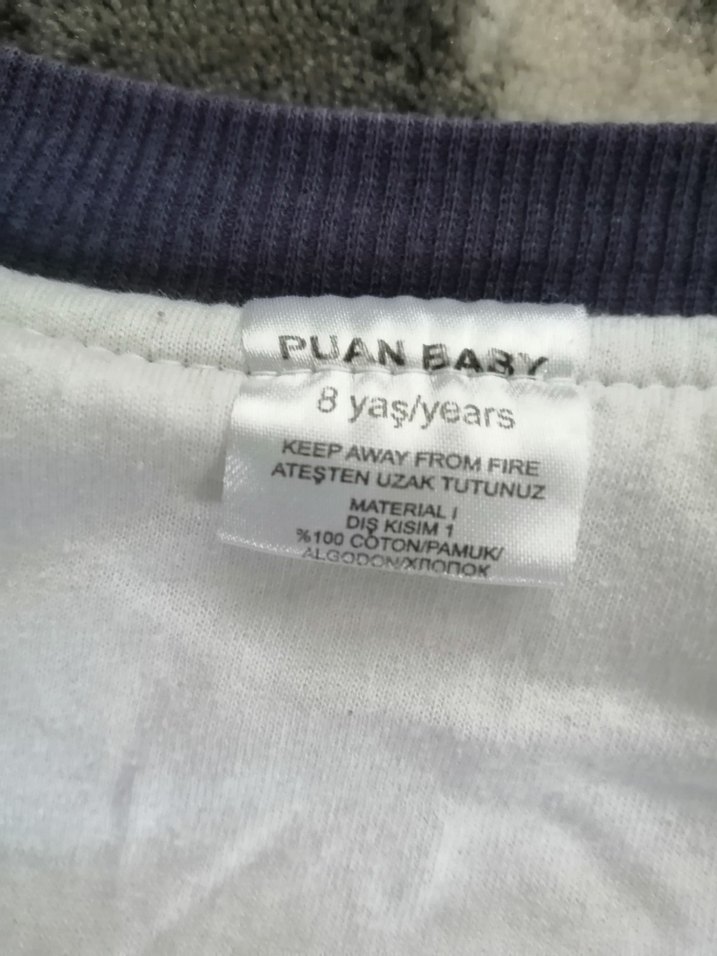 PUAN BABY
8 yaş/years
KEEP AWAY FROM FIRE
ATEŞTEN UZAK TUTUNUZ
MATERIAL I
DIŞ KISIM 1
%100 COTON/PAMUK/
ALGODON/ХЛОПОК